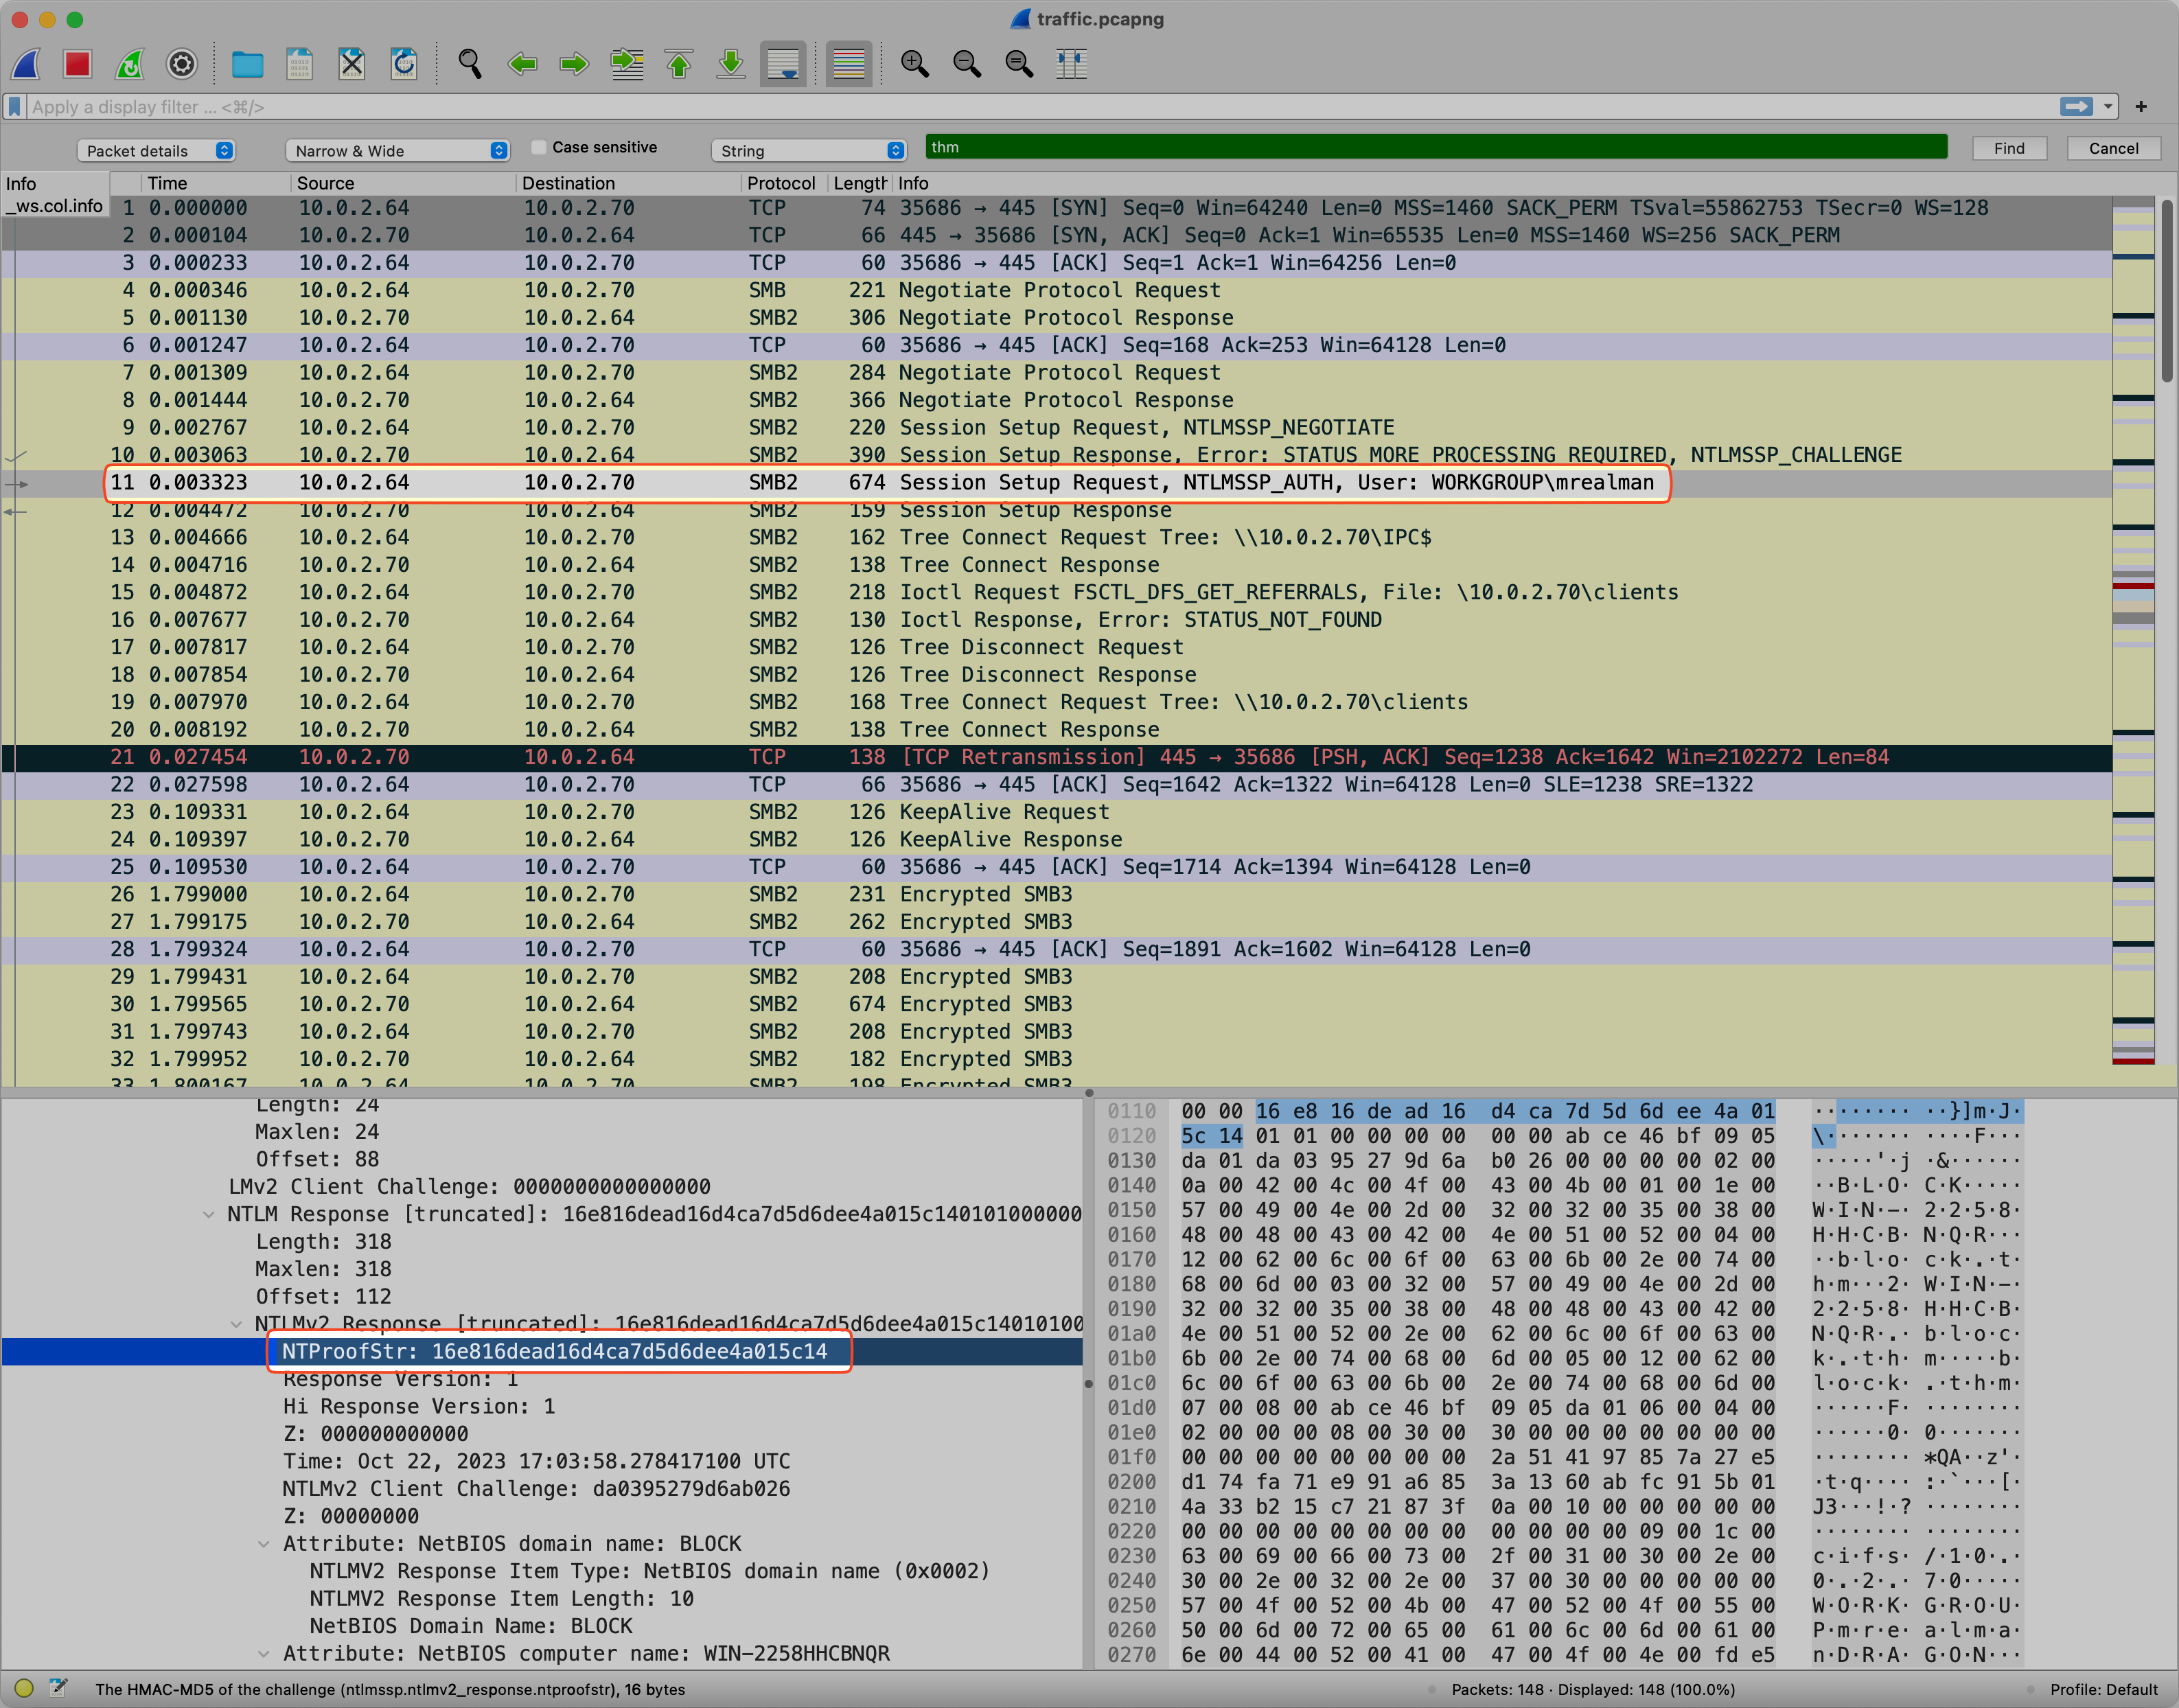 traffic.pcapng
Apply a display filter ... <⌘/>
+
Packet details Narrow & Wide Case sensitive String thm Find Cancel
Info Time Source Destination Protocol Length Info
_ws.col.info
1 0.000000 10.0.2.64 10.0.2.70 TCP 74 35686 → 445 [SYN] Seq=0 Win=64240 Len=0 MSS=1460 SACK_PERM TSval=55862753 TSecr=0 WS=128
2 0.000104 10.0.2.70 10.0.2.64 TCP 66 445 → 35686 [SYN, ACK] Seq=0 Ack=1 Win=65535 Len=0 MSS=1460 WS=256 SACK_PERM
3 0.000233 10.0.2.64 10.0.2.70 TCP 60 35686 → 445 [ACK] Seq=1 Ack=1 Win=64256 Len=0
4 0.000346 10.0.2.64 10.0.2.70 SMB 221 Negotiate Protocol Request
5 0.001130 10.0.2.70 10.0.2.64 SMB2 306 Negotiate Protocol Response
6 0.001247 10.0.2.64 10.0.2.70 TCP 60 35686 → 445 [ACK] Seq=168 Ack=253 Win=64128 Len=0
7 0.001309 10.0.2.64 10.0.2.70 SMB2 284 Negotiate Protocol Request
8 0.001444 10.0.2.70 10.0.2.64 SMB2 366 Negotiate Protocol Response
9 0.002767 10.0.2.64 10.0.2.70 SMB2 220 Session Setup Request, NTLMSSP_NEGOTIATE
10 0.003063 10.0.2.70 10.0.2.64 SMB2 390 Session Setup Response, Error: STATUS_MORE_PROCESSING_REQUIRED, NTLMSSP_CHALLENGE
11 0.003323 10.0.2.64 10.0.2.70 SMB2 674 Session Setup Request, NTLMSSP_AUTH, User: WORKGROUP\mrealman
12 0.004472 10.0.2.70 10.0.2.64 SMB2 159 Session Setup Response
13 0.004666 10.0.2.64 10.0.2.70 SMB2 162 Tree Connect Request Tree: \\10.0.2.70\IPC$
14 0.004716 10.0.2.70 10.0.2.64 SMB2 138 Tree Connect Response
15 0.004872 10.0.2.64 10.0.2.70 SMB2 218 Ioctl Request FSCTL_DFS_GET_REFERRALS, File: \10.0.2.70\clients
16 0.007677 10.0.2.70 10.0.2.64 SMB2 130 Ioctl Response, Error: STATUS_NOT_FOUND
17 0.007817 10.0.2.64 10.0.2.70 SMB2 126 Tree Disconnect Request
18 0.007854 10.0.2.70 10.0.2.64 SMB2 126 Tree Disconnect Response
19 0.007970 10.0.2.64 10.0.2.70 SMB2 168 Tree Connect Request Tree: \\10.0.2.70\clients
20 0.008192 10.0.2.70 10.0.2.64 SMB2 138 Tree Connect Response
21 0.027454 10.0.2.70 10.0.2.64 TCP 138 [TCP Retransmission] 445 → 35686 [PSH, ACK] Seq=1238 Ack=1642 Win=2102272 Len=84
22 0.027598 10.0.2.64 10.0.2.70 TCP 66 35686 → 445 [ACK] Seq=1642 Ack=1322 Win=64128 Len=0 SLE=1238 SRE=1322
23 0.109331 10.0.2.64 10.0.2.70 SMB2 126 KeepAlive Request
24 0.109397 10.0.2.70 10.0.2.64 SMB2 126 KeepAlive Response
25 0.109530 10.0.2.64 10.0.2.70 TCP 60 35686 → 445 [ACK] Seq=1714 Ack=1394 Win=64128 Len=0
26 1.799000 10.0.2.64 10.0.2.70 SMB2 231 Encrypted SMB3
27 1.799175 10.0.2.70 10.0.2.64 SMB2 262 Encrypted SMB3
28 1.799324 10.0.2.64 10.0.2.70 TCP 60 35686 → 445 [ACK] Seq=1891 Ack=1602 Win=64128 Len=0
29 1.799431 10.0.2.64 10.0.2.70 SMB2 208 Encrypted SMB3
30 1.799565 10.0.2.70 10.0.2.64 SMB2 674 Encrypted SMB3
31 1.799743 10.0.2.64 10.0.2.70 SMB2 208 Encrypted SMB3
32 1.799952 10.0.2.70 10.0.2.64 SMB2 182 Encrypted SMB3
33 1.800167 10.0.2.64 10.0.2.70 SMB2 198 Encrypted SMB3
Length: 24
Maxlen: 24
Offset: 88
LMv2 Client Challenge: 0000000000000000
NTLM Response [truncated]: 16e816dead16d4ca7d5d6dee4a015c140101000000
Length: 318
Maxlen: 318
Offset: 112
NTLMv2 Response [truncated]: 16e816dead16d4ca7d5d6dee4a015c14010100
NTProofStr: 16e816dead16d4ca7d5d6dee4a015c14
Response Version: 1
Hi Response Version: 1
Z: 000000000000
Time: Oct 22, 2023 17:03:58.278417100 UTC
NTLMv2 Client Challenge: da0395279d6ab026
Z: 00000000
Attribute: NetBIOS domain name: BLOCK
NTLMV2 Response Item Type: NetBIOS domain name (0x0002)
NTLMV2 Response Item Length: 10
NetBIOS Domain Name: BLOCK
Attribute: NetBIOS computer name: WIN-2258HHCBNQR
0110 00 00 16 e8 16 de ad 16 d4 ca 7d 5d 6d ee 4a 01 ········ ··}]m·J·
0120 5c 14 01 01 00 00 00 00 00 00 ab ce 46 bf 09 05 \······· ····F···
0130 da 01 da 03 95 27 9d 6a b0 26 00 00 00 00 02 00 ·····'·j ·&······
0140 0a 00 42 00 4c 00 4f 00 43 00 4b 00 01 00 1e 00 ··B·L·O· C·K·····
0150 57 00 49 00 4e 00 2d 00 32 00 32 00 35 00 38 00 W·I·N·-· 2·2·5·8·
0160 48 00 48 00 43 00 42 00 4e 00 51 00 52 00 04 00 H·H·C·B· N·Q·R···
0170 12 00 62 00 6c 00 6f 00 63 00 6b 00 2e 00 74 00 ··b·l·o· c·k·.·t·
0180 68 00 6d 00 03 00 32 00 57 00 49 00 4e 00 2d 00 h·m···2· W·I·N·-·
0190 32 00 32 00 35 00 38 00 48 00 48 00 43 00 42 00 2·2·5·8· H·H·C·B·
01a0 4e 00 51 00 52 00 2e 00 62 00 6c 00 6f 00 63 00 N·Q·R·.· b·l·o·c·
01b0 6b 00 2e 00 74 00 68 00 6d 00 05 00 12 00 62 00 k·.·t·h· m·····b·
01c0 6c 00 6f 00 63 00 6b 00 2e 00 74 00 68 00 6d 00 l·o·c·k· .·t·h·m·
01d0 07 00 08 00 ab ce 46 bf 09 05 da 01 06 00 04 00 ······F· ········
01e0 02 00 00 00 08 00 30 00 30 00 00 00 00 00 00 00 ······0· 0·······
01f0 00 00 00 00 00 00 00 00 2a 51 41 97 85 7a 27 e5 ········ *QA··z'·
0200 d1 74 fa 71 e9 91 a6 85 3a 13 60 ab fc 91 5b 01 ·t·q···· :·`···[·
0210 4a 33 b2 15 c7 21 87 3f 0a 00 10 00 00 00 00 00 J3···!·? ········
0220 00 00 00 00 00 00 00 00 00 00 00 00 09 00 1c 00 ········ ········
0230 63 00 69 00 66 00 73 00 2f 00 31 00 30 00 2e 00 c·i·f·s· /·1·0·.·
0240 30 00 2e 00 32 00 2e 00 37 00 30 00 00 00 00 00 0·.·2·.· 7·0·····
0250 57 00 4f 00 52 00 4b 00 47 00 52 00 4f 00 55 00 W·O·R·K· G·R·O·U·
0260 50 00 6d 00 72 00 65 00 61 00 6c 00 6d 00 61 00 P·m·r·e· a·l·m·a·
0270 6e 00 44 00 52 00 41 00 47 00 4f 00 4e 00 fd e5 n·D·R·A· G·O·N···
The HMAC-MD5 of the challenge (ntlmssp.ntlmv2_response.ntproofstr), 16 bytes Packets: 148 · Displayed: 148 (100.0%) Profile: Default